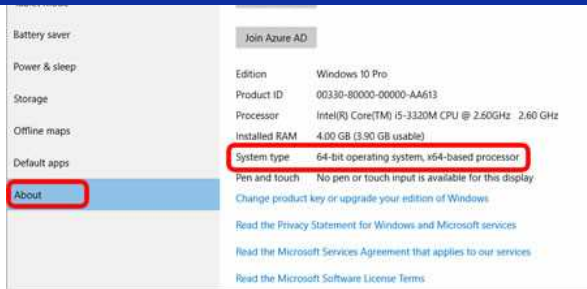 Battery saver
Power & sleep
Storage
Offline maps
Default apps
About
Join Azure AD
Edition Windows 10 Pro
Product ID 00330-80000-00000-AA613
Processor Intel(R) Core(TM) i5-3320M CPU @ 2.60GHz 2.60 GHz
Installed RAM 4.00 GB (3.90 GB usable)
System type 64-bit operating system, x64-based processor
Pen and touch No pen or touch input is available for this display
Change product key or upgrade your edition of Windows
Read the Privacy Statement for Windows and Microsoft services
Read the Microsoft Services Agreement that applies to our services
Read the Microsoft Software License Terms